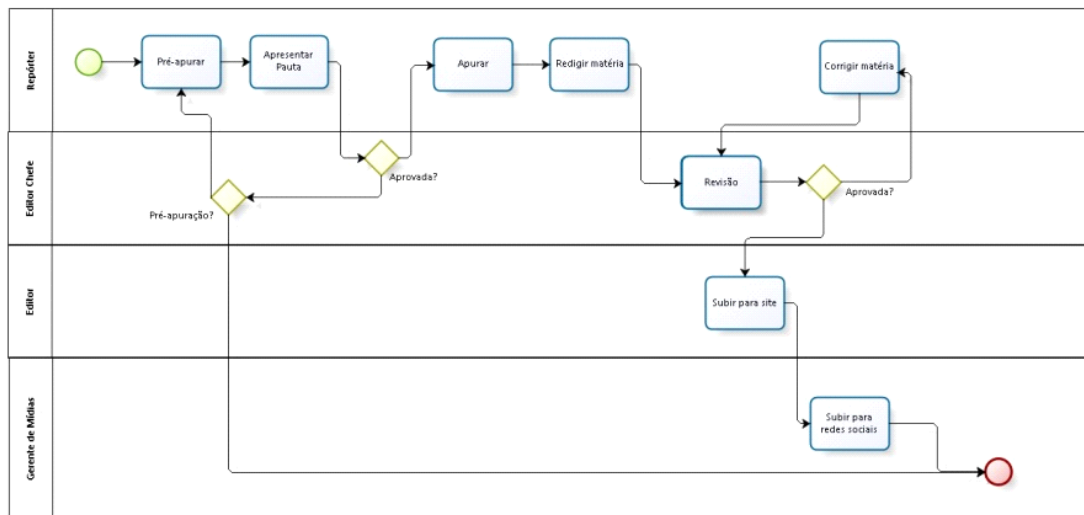 Repórter
Pré-apurar
Apresentar
Pauta
Apurar
Redigir matéria
Corrigir matéria
Editor Chefe
Aprovada?
Pré-apuração?
Revisão
Aprovada?
Editor
Subir para site
Gerente de Mídias
Subir para
redes sociais